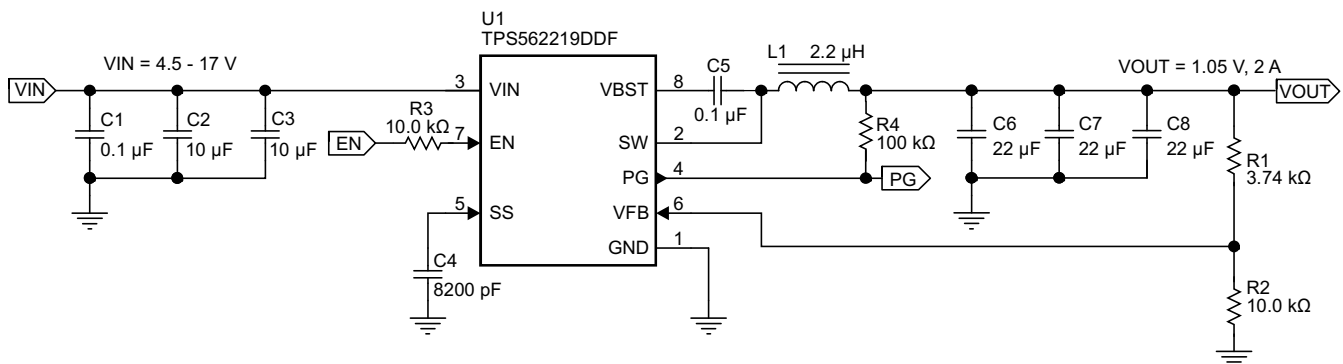 U1
TPS562219DDF
VIN = 4.5 - 17 V
VIN
C1
0.1 µF
C2
10 µF
C3
10 µF
R3
10.0 kΩ
EN
3
VIN
7
EN
5
SS
C4
8200 pF
VBST
8
SW
2
PG
4
VFB
6
GND
1
C5
0.1 µF
L1
2.2 µH
R4
100 kΩ
PG
VOUT = 1.05 V, 2 A
VOUT
C6
22 µF
C7
22 µF
C8
22 µF
R1
3.74 kΩ
R2
10.0 kΩ